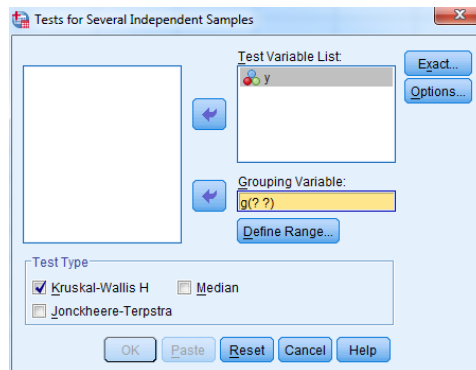 Tests for Several Independent Samples
Test Variable List:
y
Exact...
Options...
Grouping Variable:
g(? ?)
Define Range...
Test Type
Kruskal-Wallis H
Median
Jonckheere-Terpstra
OK
Paste
Reset
Cancel
Help